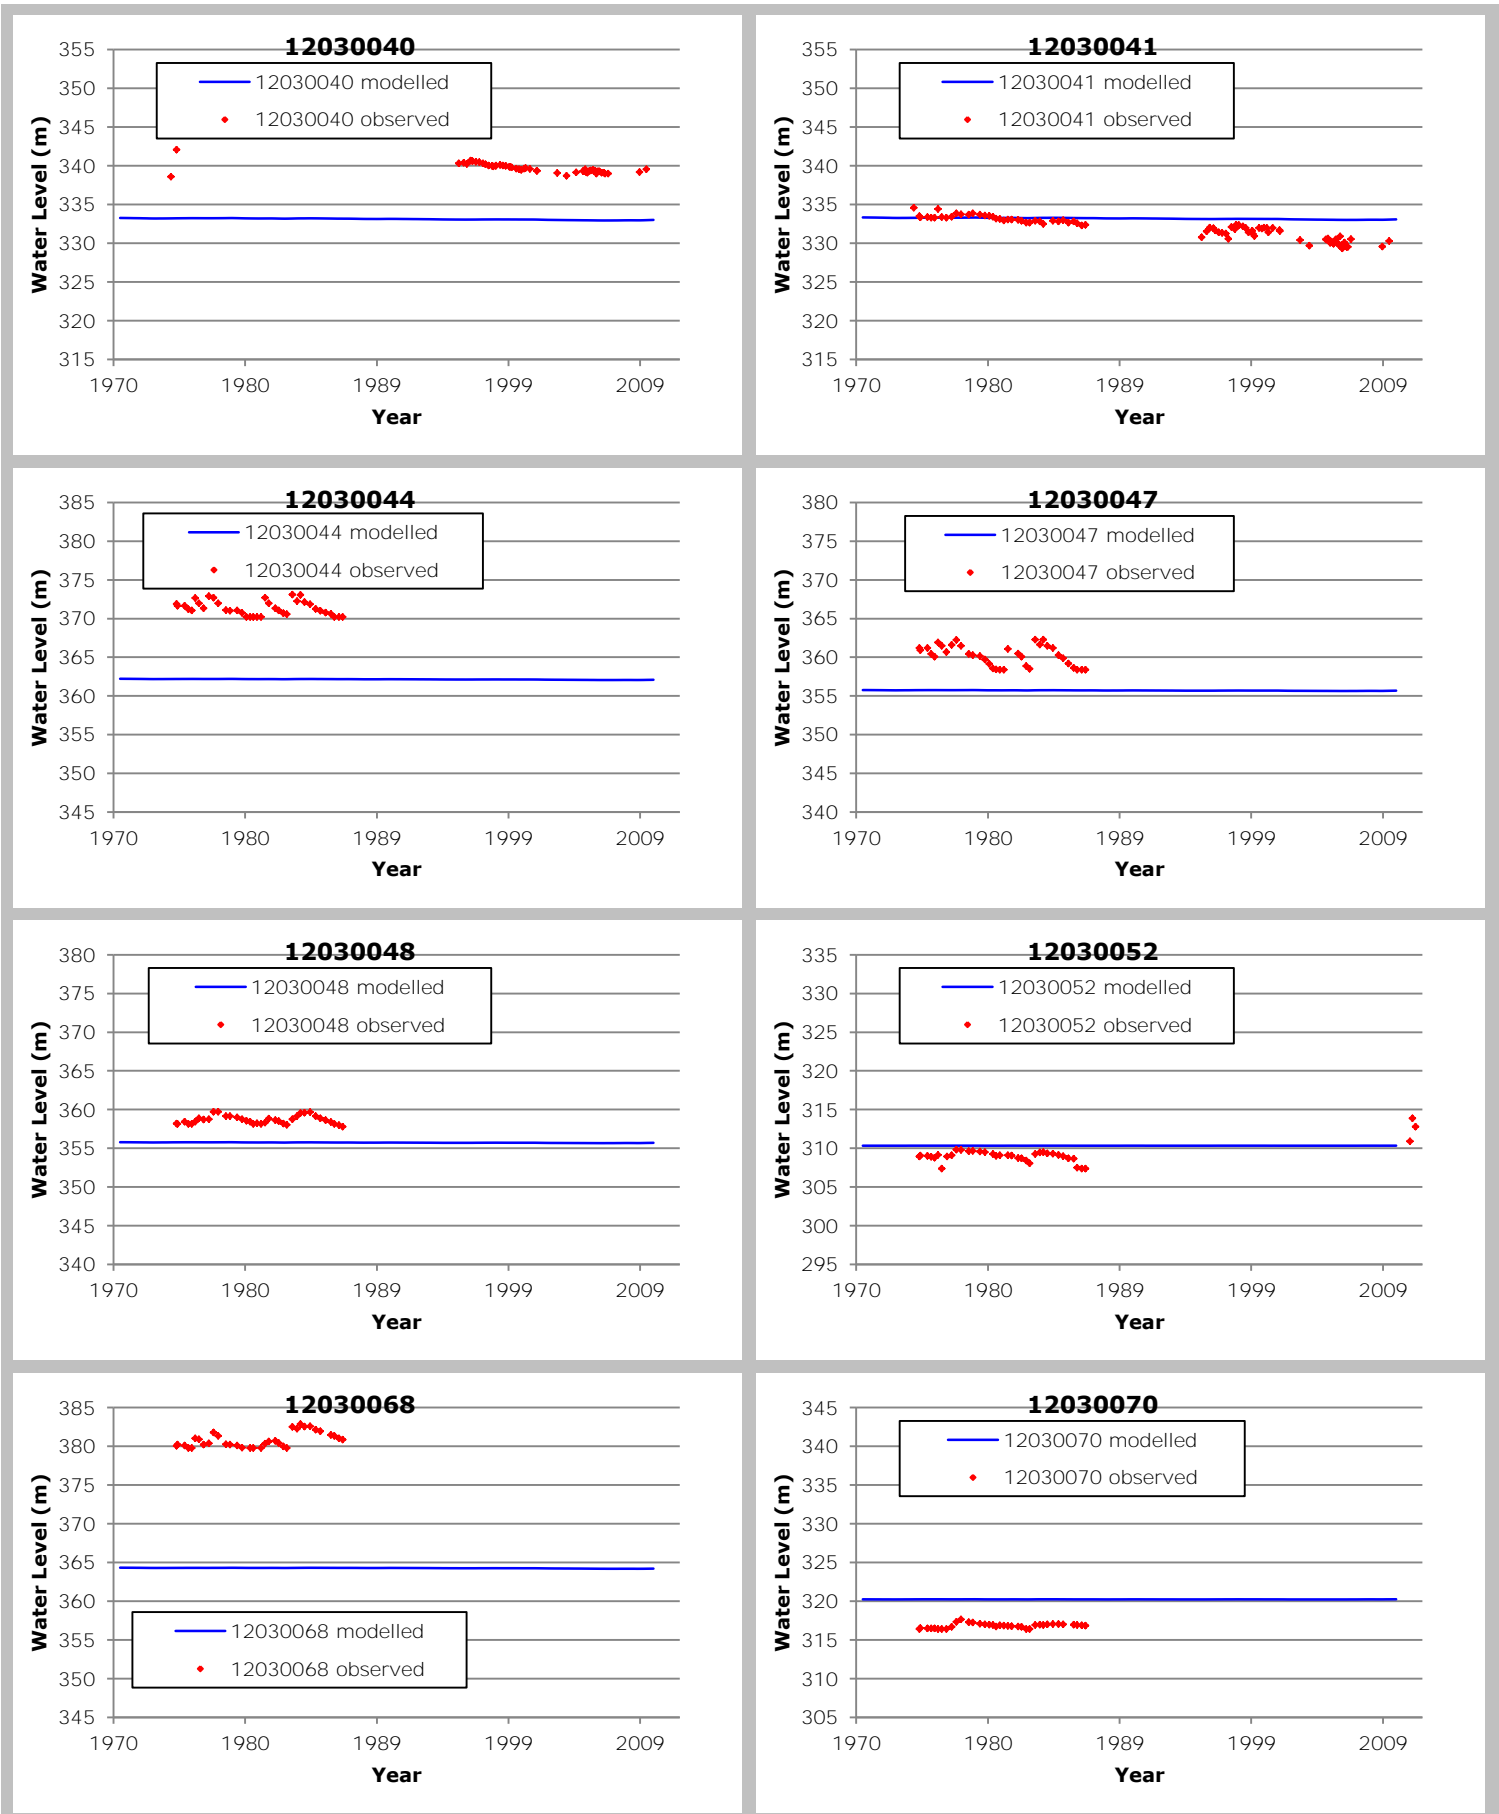 12030040
12030040 modelled
12030040 observed
Water Level (m)
355
350
345
340
335
330
325
320
315
1970 1980 1989 1999 2009
Year
12030041
12030041 modelled
12030041 observed
Water Level (m)
355
350
345
340
335
330
325
320
315
1970 1980 1989 1999 2009
Year
12030044
12030044 modelled
12030044 observed
Water Level (m)
385
380
375
370
365
360
355
350
345
1970 1980 1989 1999 2009
Year
12030047
12030047 modelled
12030047 observed
Water Level (m)
380
375
370
365
360
355
350
345
340
1970 1980 1989 1999 2009
Year
12030048
12030048 modelled
12030048 observed
Water Level (m)
380
375
370
365
360
355
350
345
340
1970 1980 1989 1999 2009
Year
12030052
12030052 modelled
12030052 observed
Water Level (m)
335
330
325
320
315
310
305
300
295
1970 1980 1989 1999 2009
Year
12030068
12030068 modelled
12030068 observed
Water Level (m)
385
380
375
370
365
360
355
350
345
1970 1980 1989 1999 2009
Year
12030070
12030070 modelled
12030070 observed
Water Level (m)
345
340
335
330
325
320
315
310
305
1970 1980 1989 1999 2009
Year